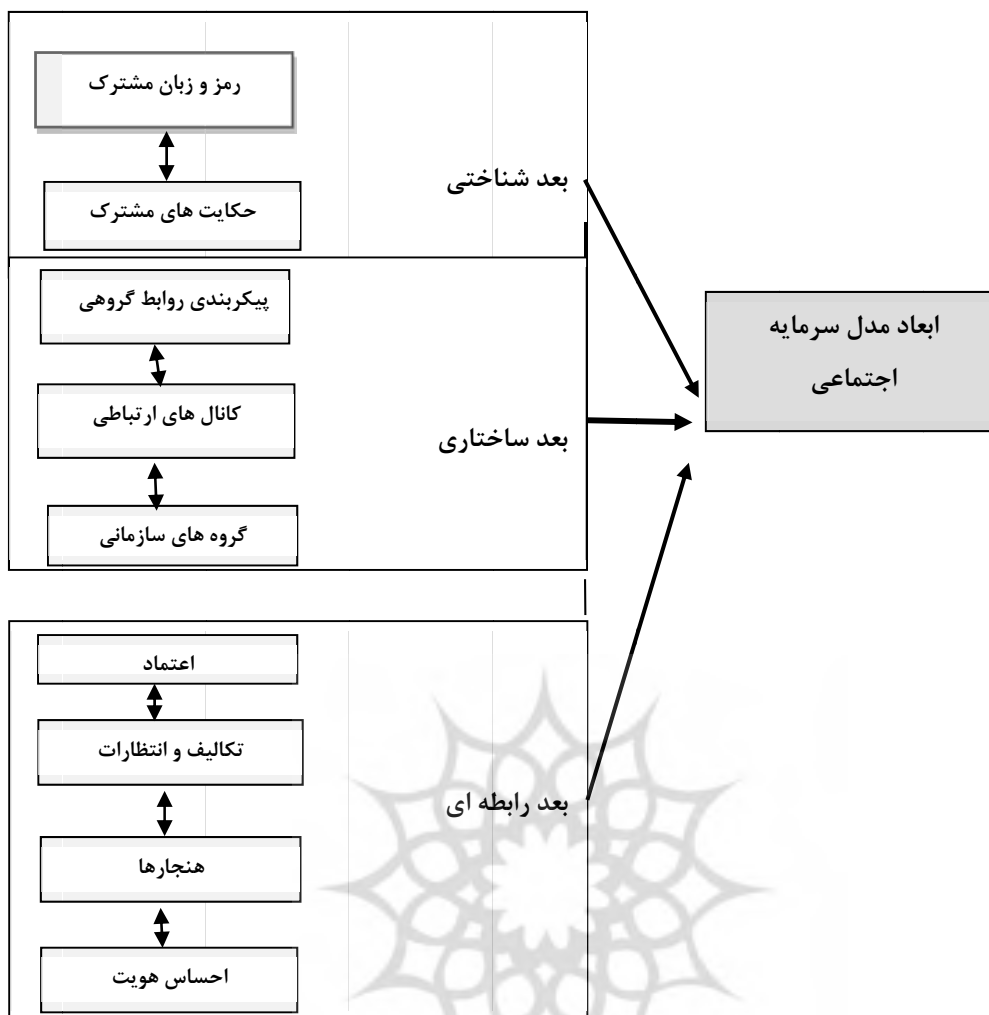 رمز و زبان مشترک
بعد شناختی
حکایت های مشترک
پیکربندی روابط گروهی
ابعاد مدل سرمایه
اجتماعی
کانال های ارتباطی
بعد ساختاری
گروه های سازمانی
اعتماد
تکالیف و انتظارات
بعد رابطه ای
هنجارها
احساس هویت